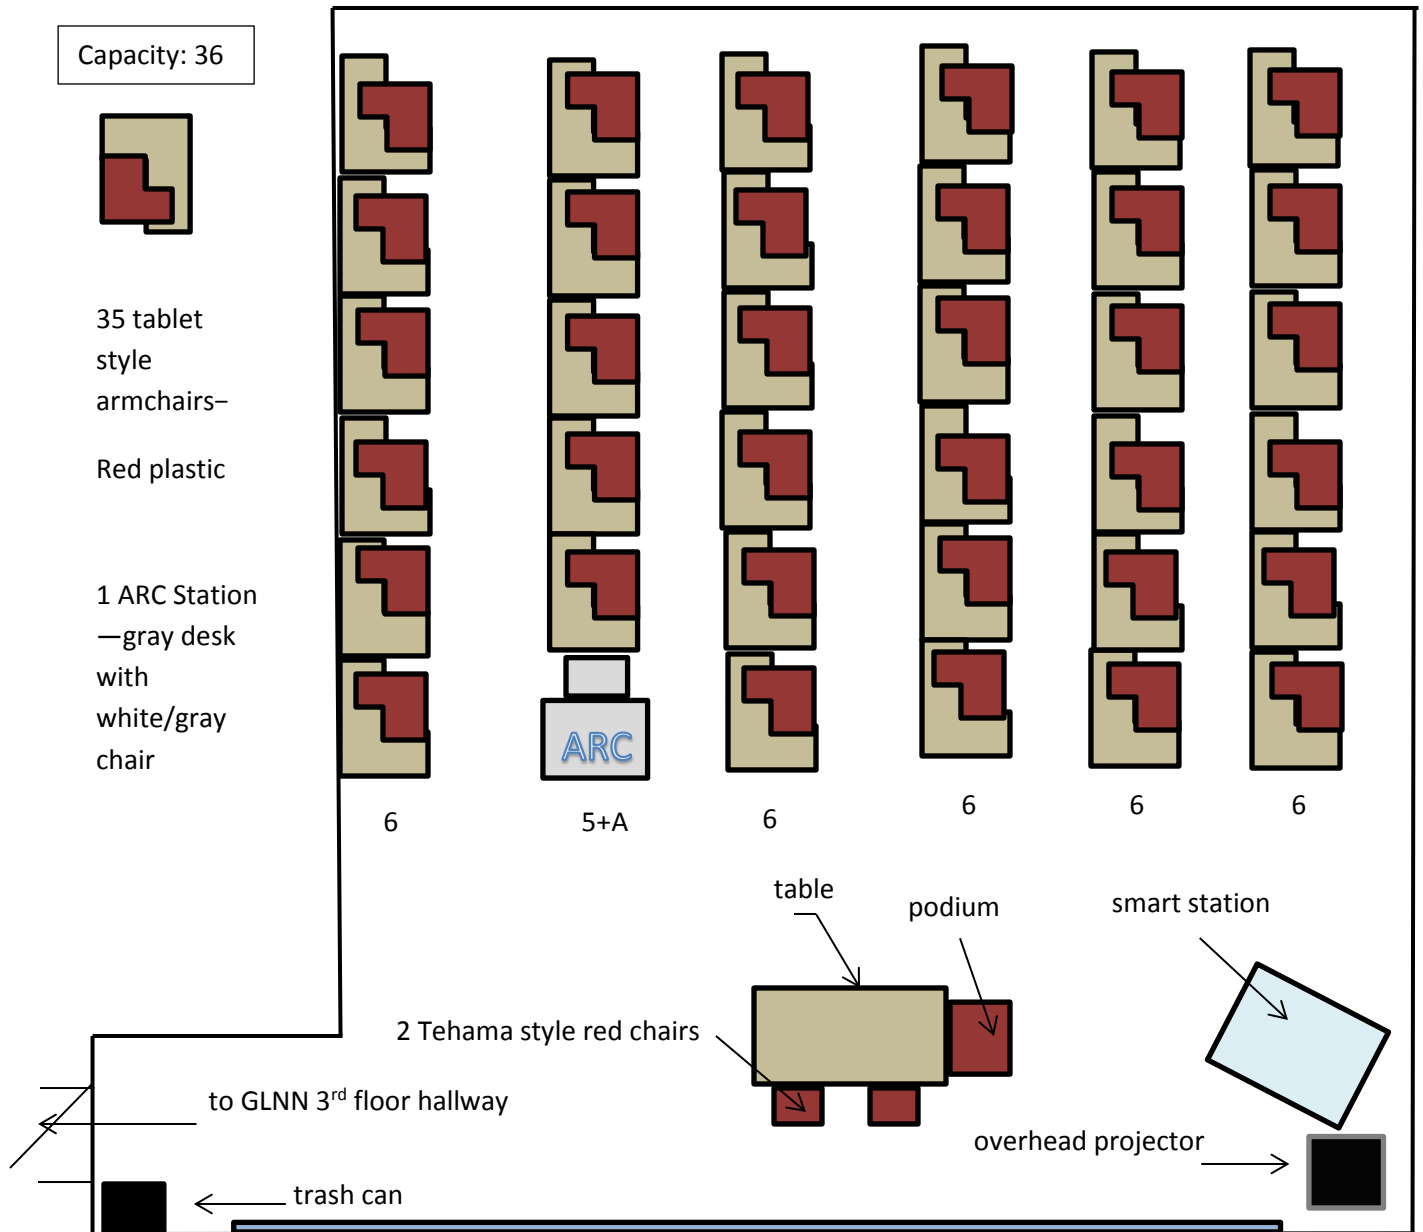 Capacity: 36
35 tablet
style
armchairs–
Red plastic
1 ARC Station
—gray desk
with
white/gray
chair
ARC
6
5+A
6
6
6
6
table
podium
smart station
2 Tehama style red chairs
to GLNN 3rd floor hallway
overhead projector
trash can